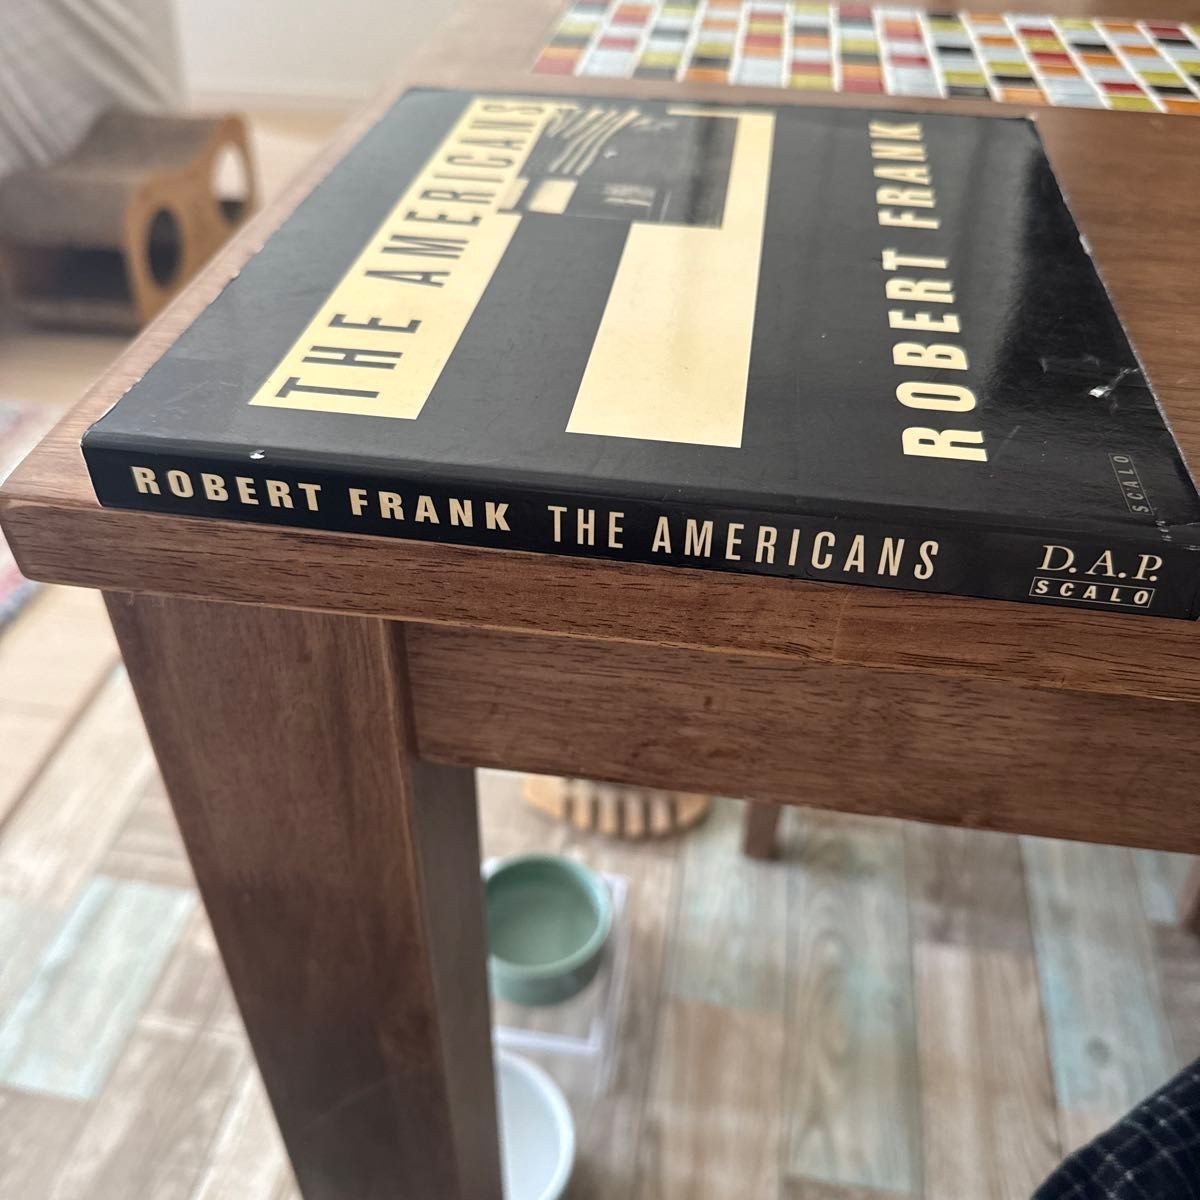 THE AMERICANS
ROBERT FRANK
SCALO
ROBERT FRANK THE AMERICANS D.A.P.
SCALO